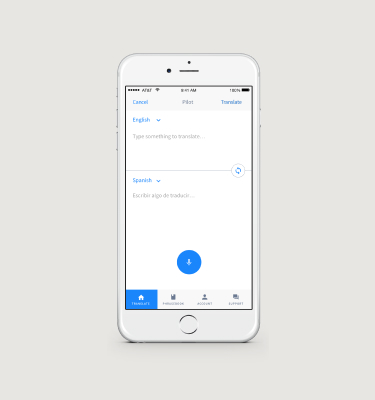 AT&T 9:41 AM 100%
Cancel Pilot Translate
English
Type something to translate...
Spanish
Escribir algo de traducir ...
TRANSLATE PHRASEBOOK ACCOUNT SUPPORT